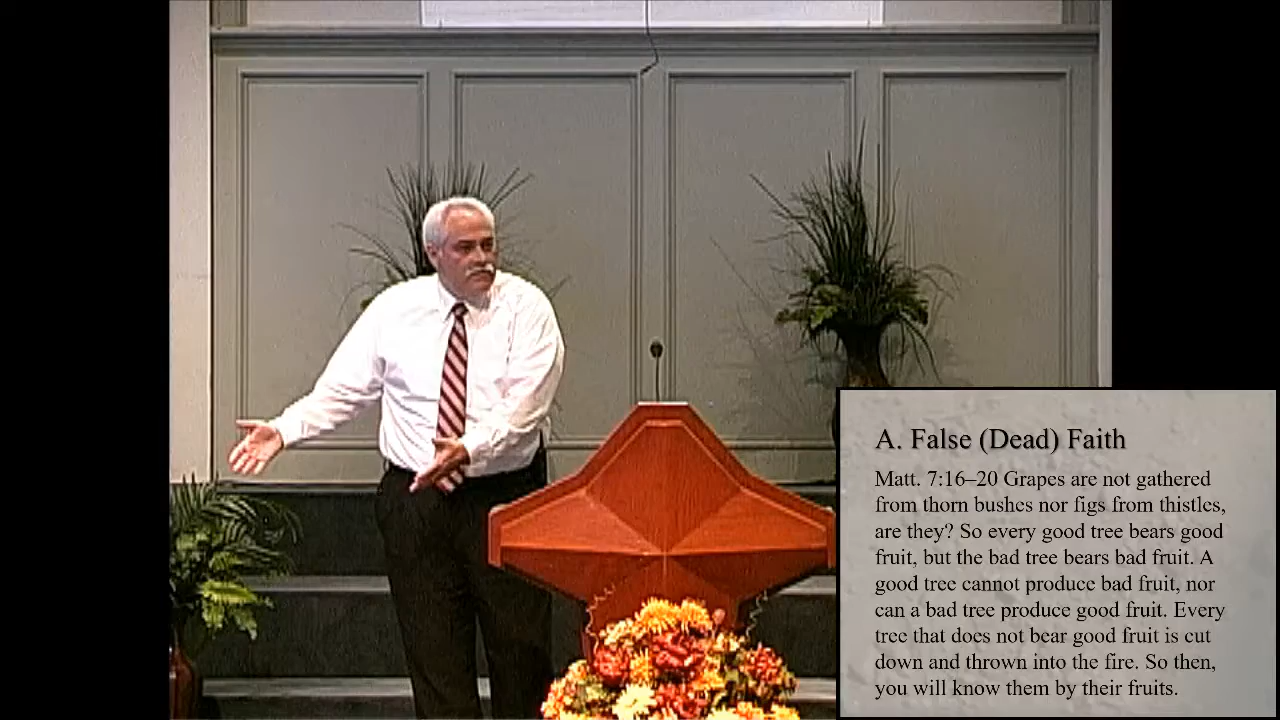 A. False (Dead) Faith
Matt. 7:16–20 Grapes are not gathered
from thorn bushes nor figs from thistles,
are they? So every good tree bears good
fruit, but the bad tree bears bad fruit. A
good tree cannot produce bad fruit, nor
can a bad tree produce good fruit. Every
tree that does not bear good fruit is cut
down and thrown into the fire. So then,
you will know them by their fruits.